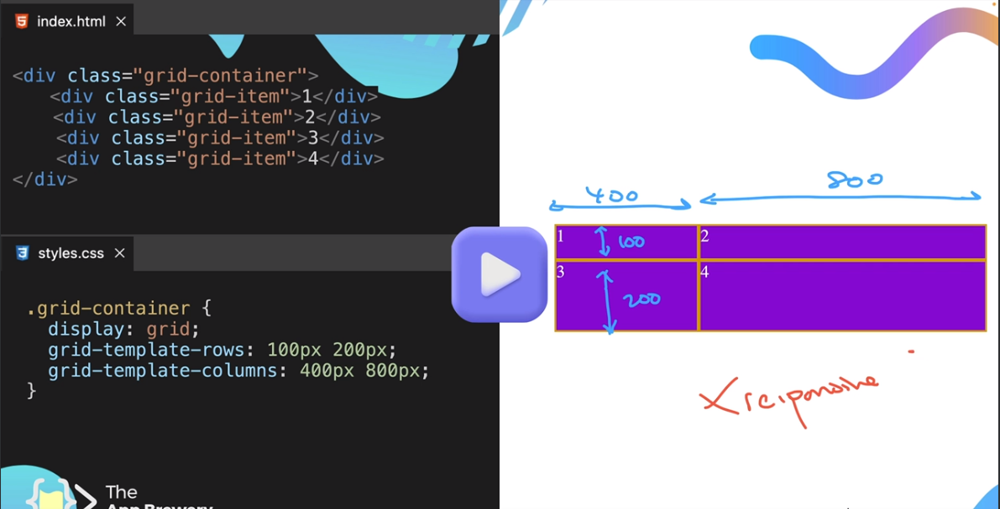 index.html ×
<div class="grid-container">
<div class="grid-item">1</div>
<div class="grid-item">2</div>
<div class="grid-item">3</div>
<div class="grid-item">4</div>
</div>
styles.css ×
.grid-container {
display: grid;
grid-template-rows: 100px 200px;
grid-template-columns: 400px 800px;
}
The
App Brewery
400
800
1
100
2
3
200
4
responsive